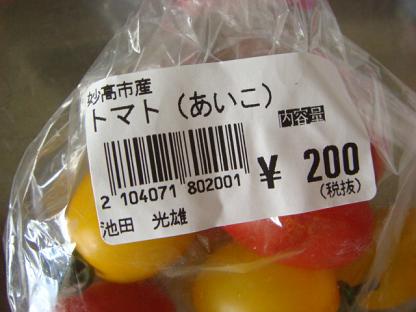 妙高市産
トマト（あいこ）
内容量
2 104071 802001
¥ 200
（税抜）
池田 光雄